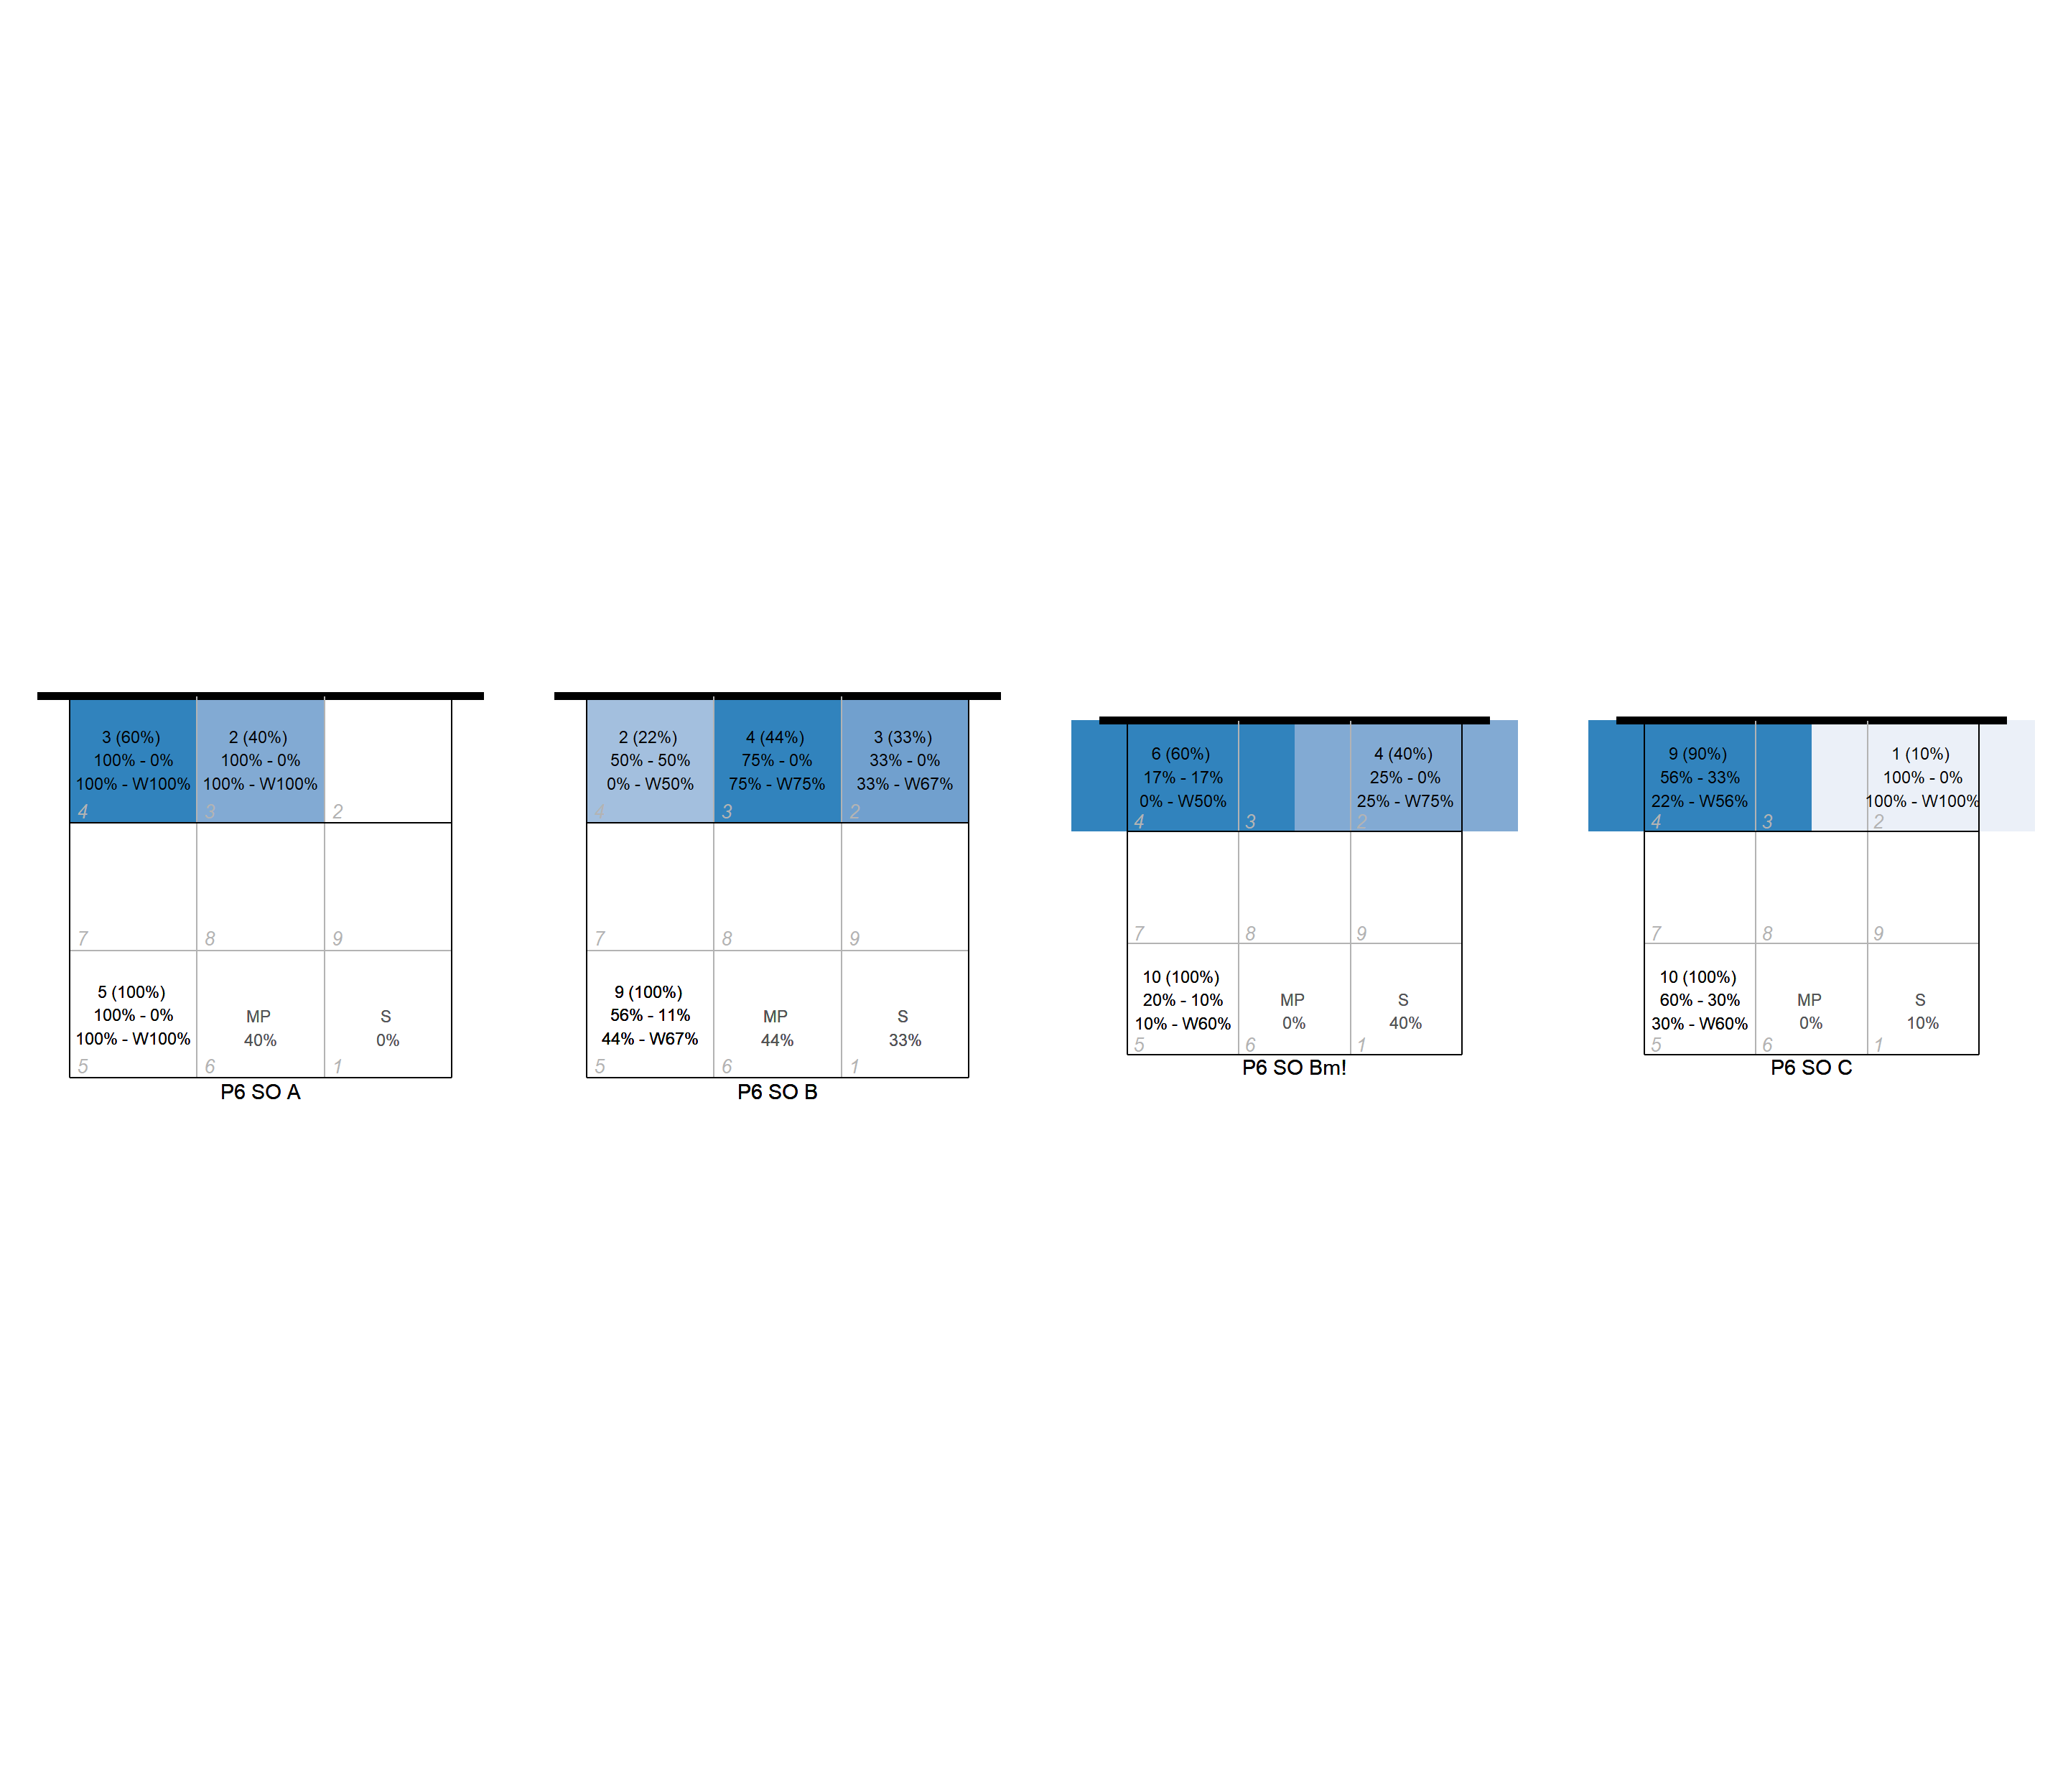 3 (60%)
100% - 0%
100% - W100%
4
2 (40%)
100% - 0%
100% - W100%
3
2
7
8
9
5 (100%)
100% - 0%
100% - W100%
5
MP
40%
6
S
0%
1
P6 SO A
2 (22%)
50% - 50%
0% - W50%
4
4 (44%)
75% - 0%
75% - W75%
3
3 (33%)
33% - 0%
33% - W67%
2
7
8
9
9 (100%)
56% - 11%
44% - W67%
5
MP
44%
6
S
33%
1
P6 SO B
6 (60%)
17% - 17%
0% - W50%
4
3
4 (40%)
25% - 0%
25% - W75%
2
7
8
9
10 (100%)
20% - 10%
10% - W60%
5
MP
0%
6
S
40%
1
P6 SO Bm!
9 (90%)
56% - 33%
22% - W56%
4
3
1 (10%)
100% - 0%
100% - W100%
2
7
8
9
10 (100%)
60% - 30%
30% - W60%
5
MP
0%
6
S
10%
1
P6 SO C